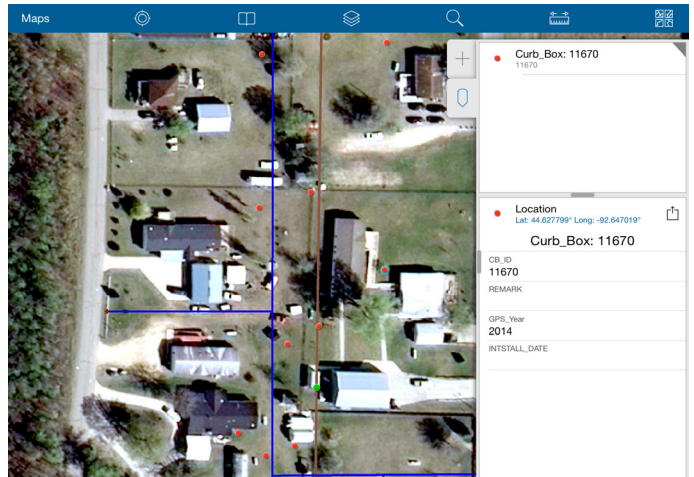 Maps
Curb_Box: 11670
11670
Location
Lat: 44.627799° Long: -92.647019°
Curb_Box: 11670
CB_ID
11670
REMARK
GPS_Year
2014
INTSTALL_DATE